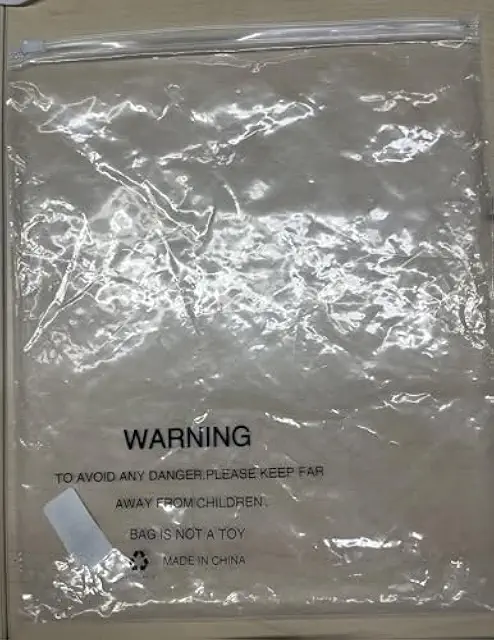 WARNING
TO AVOID ANY DANGER,PLEASE KEEP FAR
AWAY FROM CHILDREN.
BAG IS NOT A TOY
MADE IN CHINA